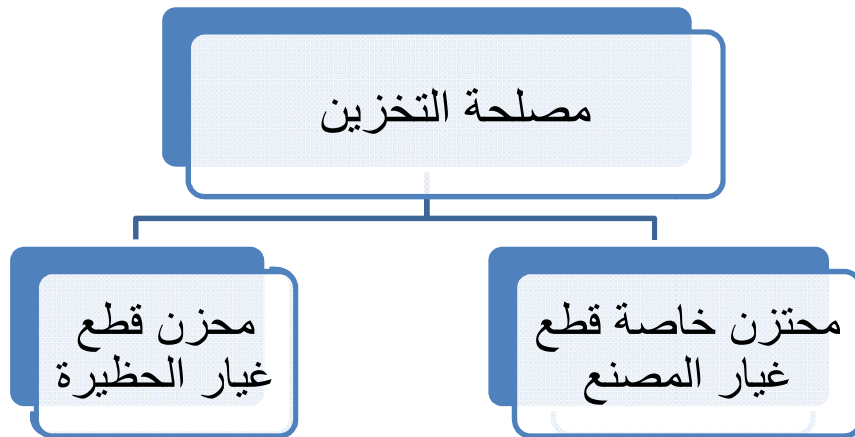 مصلحة التخزين
محتزن خاصة قطع
غيار المصنع
محزن قطع
غيار الحظيرة